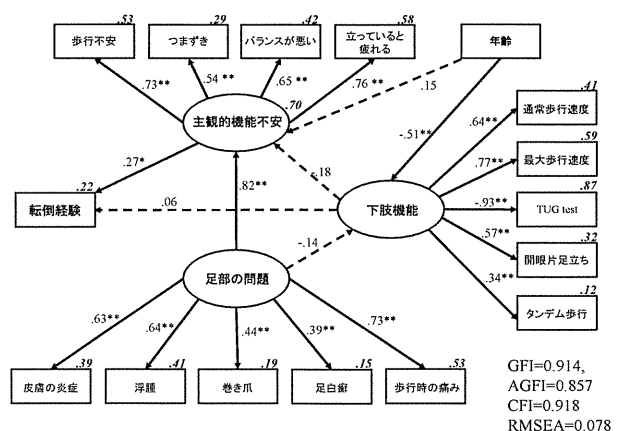 .53
.29
.42
.58
歩行不安
つまずき
バランスが悪い
立っていると
疲れる
年齢
.73**
.54 **
.65 **
.76 **
.15
.41
通常歩行速度
.70
主観的機能不安
-.51**
.64**
.59
最大歩行速度
.77**
.27*
-.18
.22
転倒経験
.06
.82**
下肢機能
-.93**
.87
TUG test
.57**
.32
開眼片足立ち
-.14
足部の問題
.34**
.12
タンデム歩行
.63**
.64**
.44**
.39**
.73**
.39
.41
.19
.15
.53
皮膚の炎症
浮腫
巻き爪
足白癬
歩行時の痛み
GFI=0.914,
AGFI=0.857
CFI=0.918
RMSEA=0.078